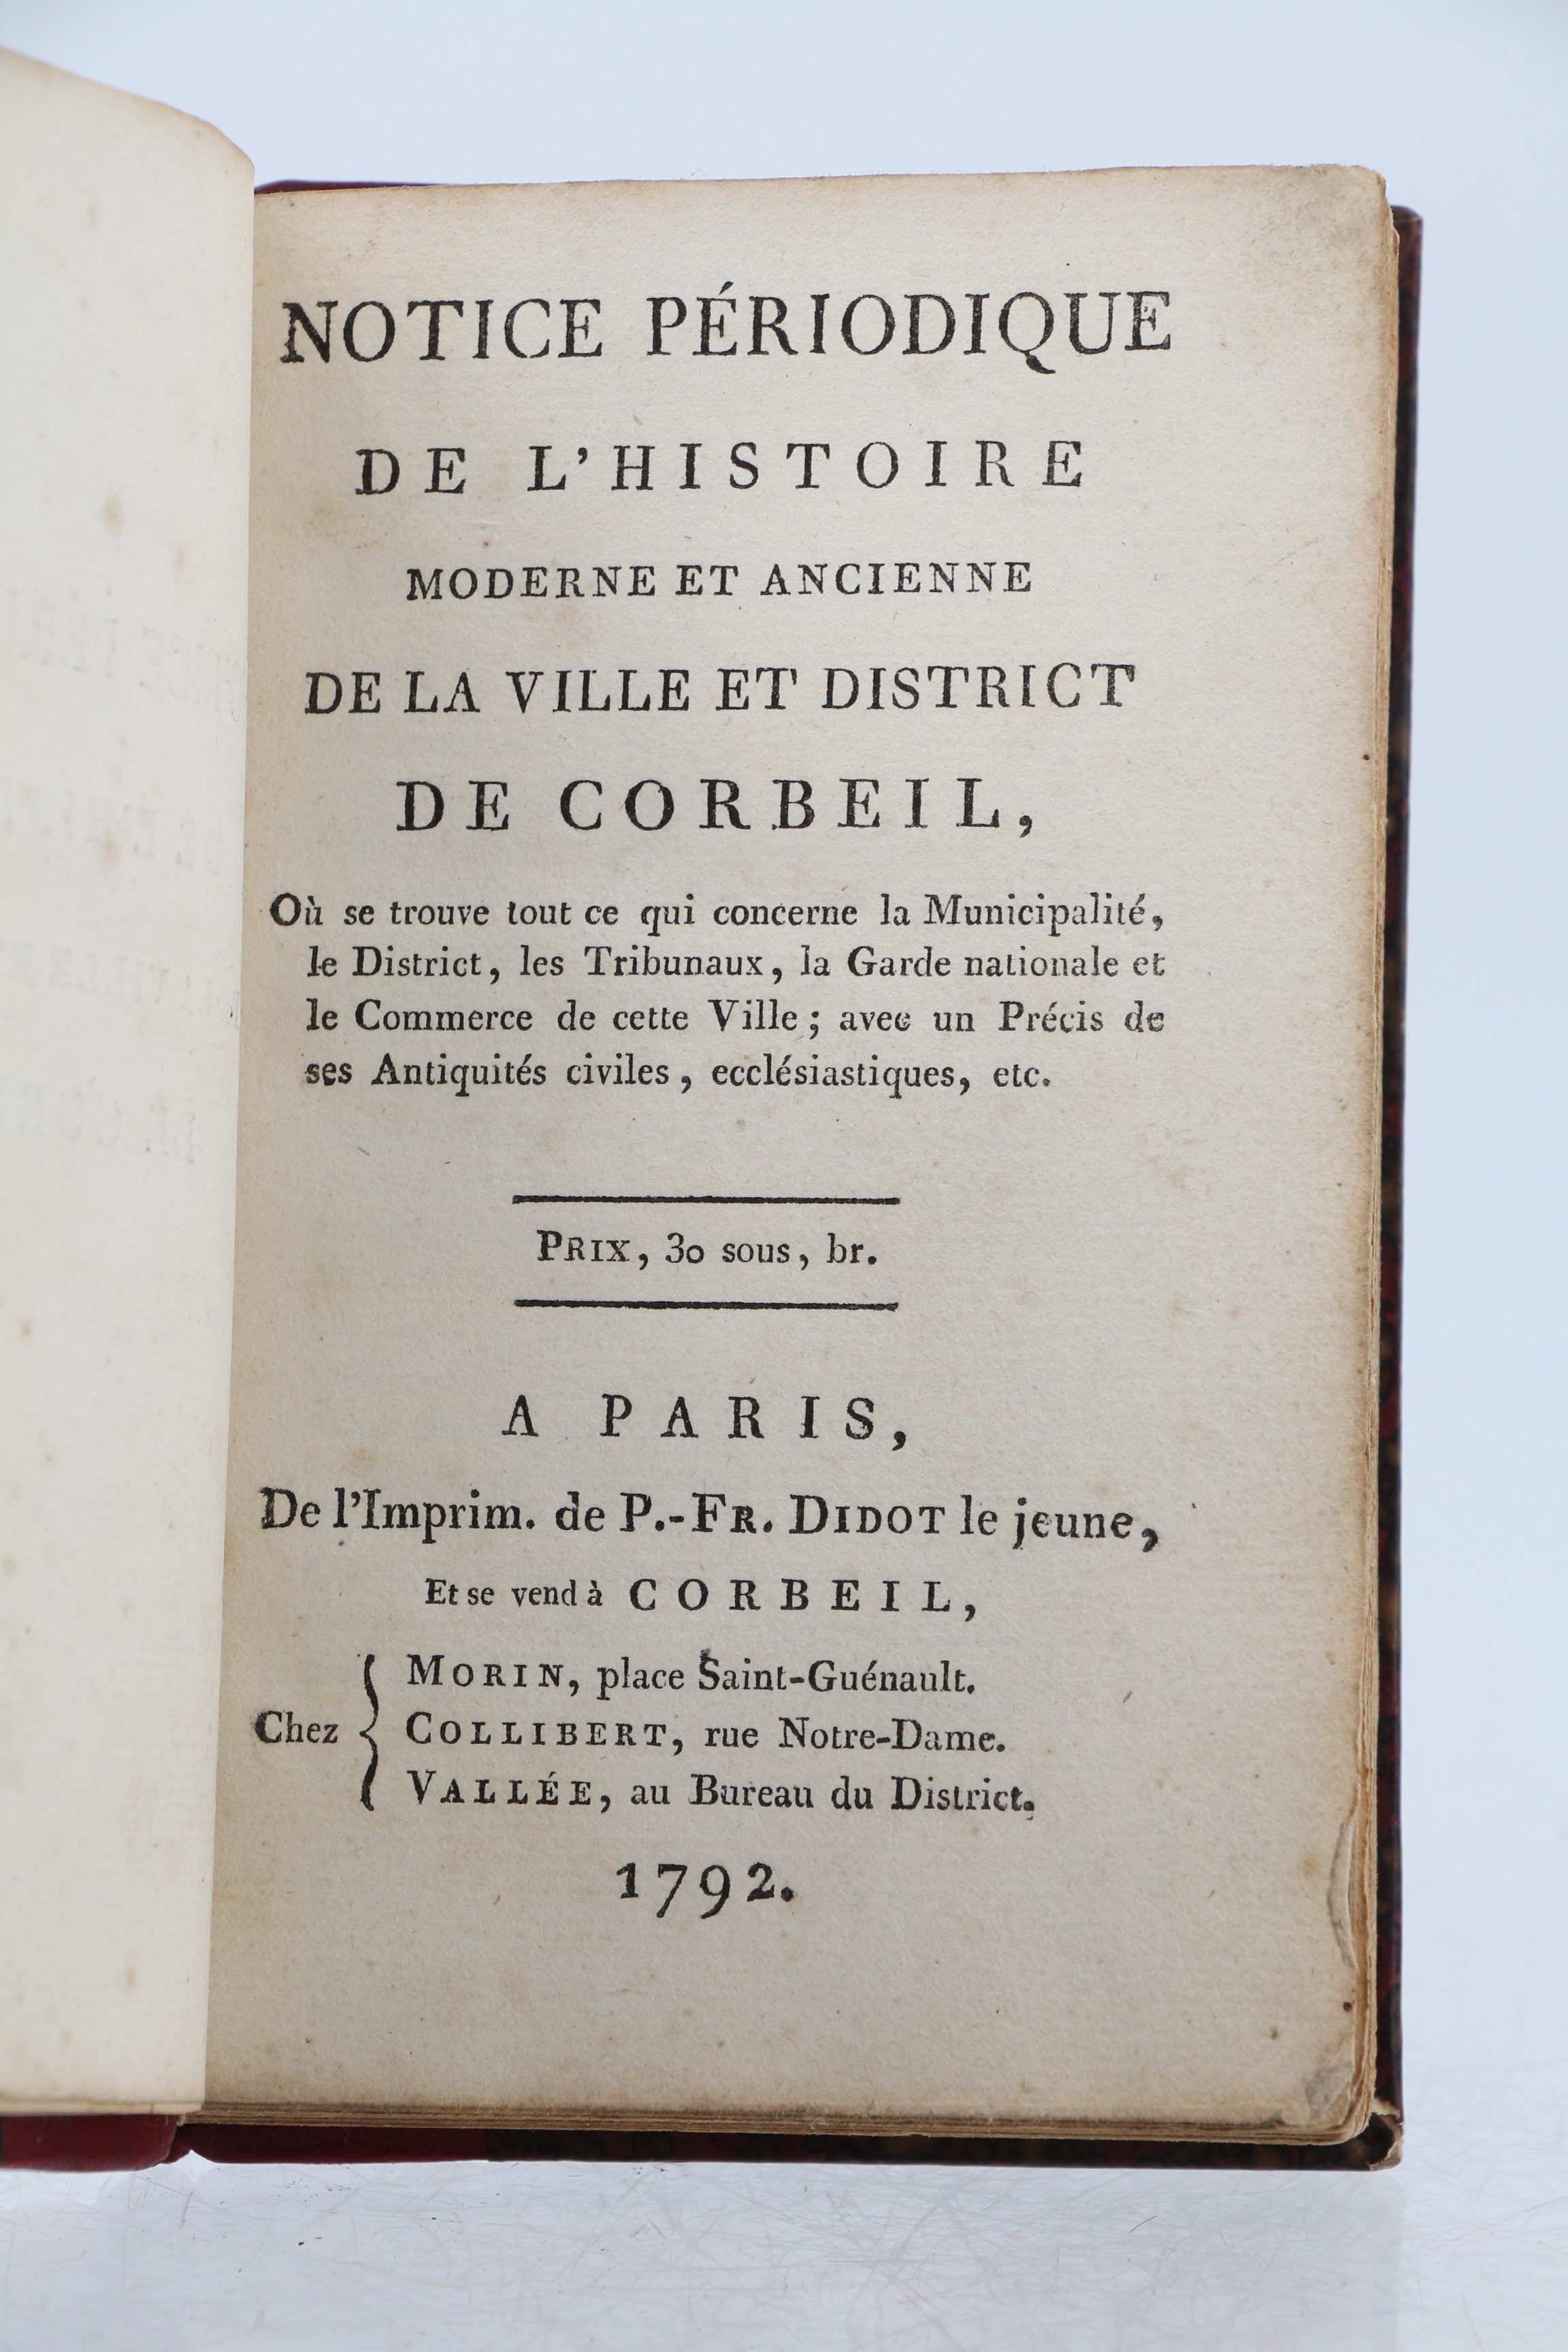 NOTICE PÉRIODIQUE
DE L'HISTOIRE
MODERNE ET ANCIENNE
DE LA VILLE ET DISTRICT
DE CORBEIL,
Où se trouve tout ce qui concerne la Municipalité,
le District, les Tribunaux, la Garde nationale et
le Commerce de cette Ville; avec un Précis de
ses Antiquités civiles, ecclésiastiques, etc.
PRIX, 30 sous, br.
A PARIS,
De l'Imprim. de P.-FR. DIDOT le jeune,
Et se vend à CORBEIL,
MORIN, place Saint-Guénault.
Chez { COLLIBERT, rue Notre-Dame.
VALLÉE, au Bureau du District.
1792.